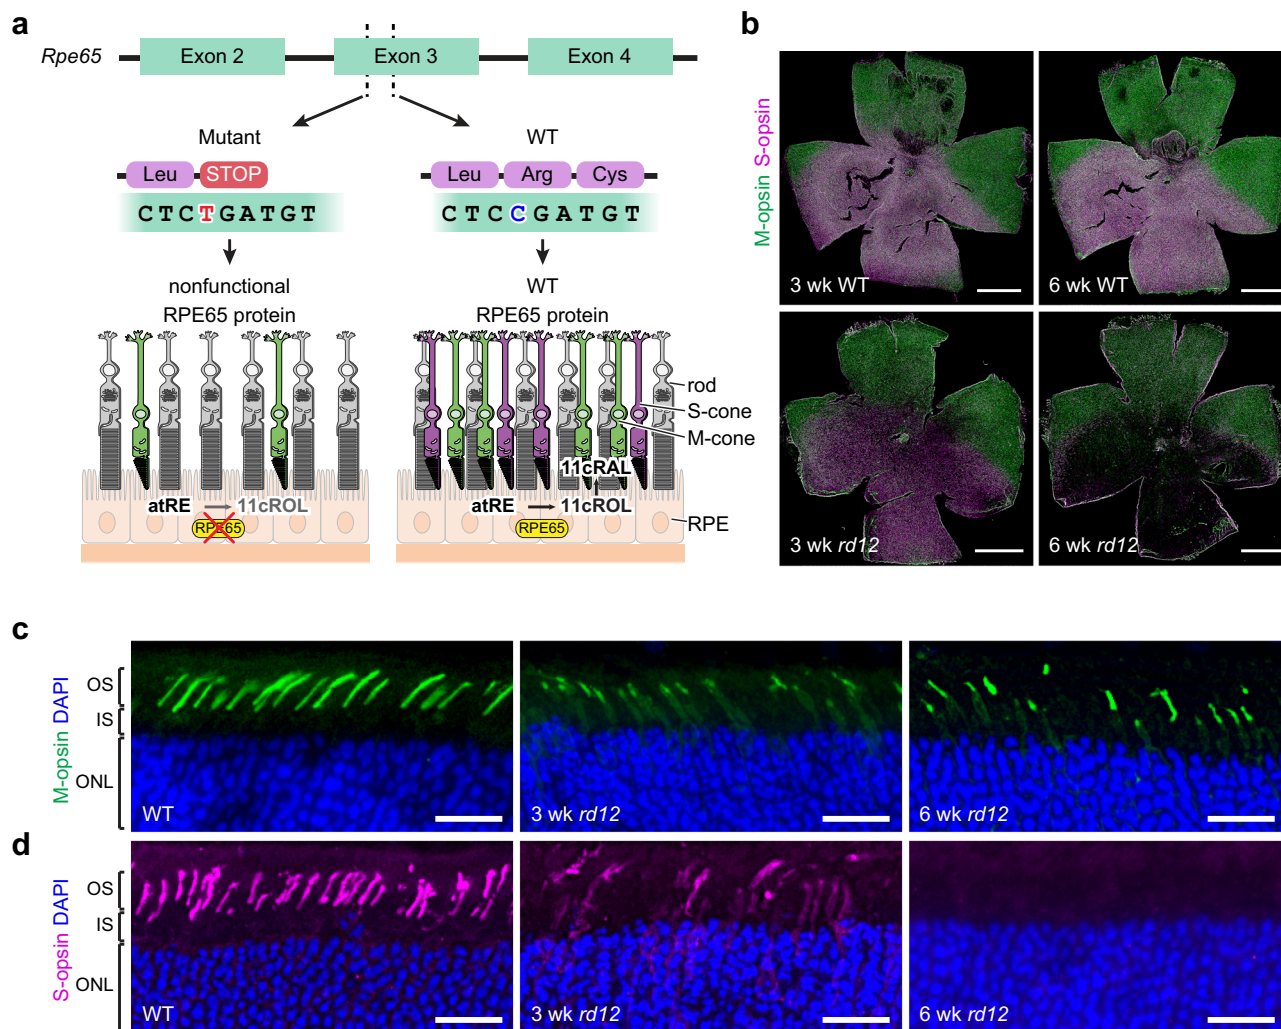 a
Rpe65
Exon 2
Exon 3
Exon 4
Mutant
WT
Leu
STOP
Leu
Arg
Cys
CTCTGATGT
CTCCGATGT
nonfunctional
RPE65 protein
WT
RPE65 protein
rod
S-cone
M-cone
11cRAL
atRE
11cROL
RPE65
atRE
11cROL
RPE65
RPE
b
M-opsin S-opsin
3 wk WT
6 wk WT
3 wk rd12
6 wk rd12
c
M-opsin DAPI
OS
IS
ONL
WT
3 wk rd12
6 wk rd12
d
S-opsin DAPI
OS
IS
ONL
WT
3 wk rd12
6 wk rd12